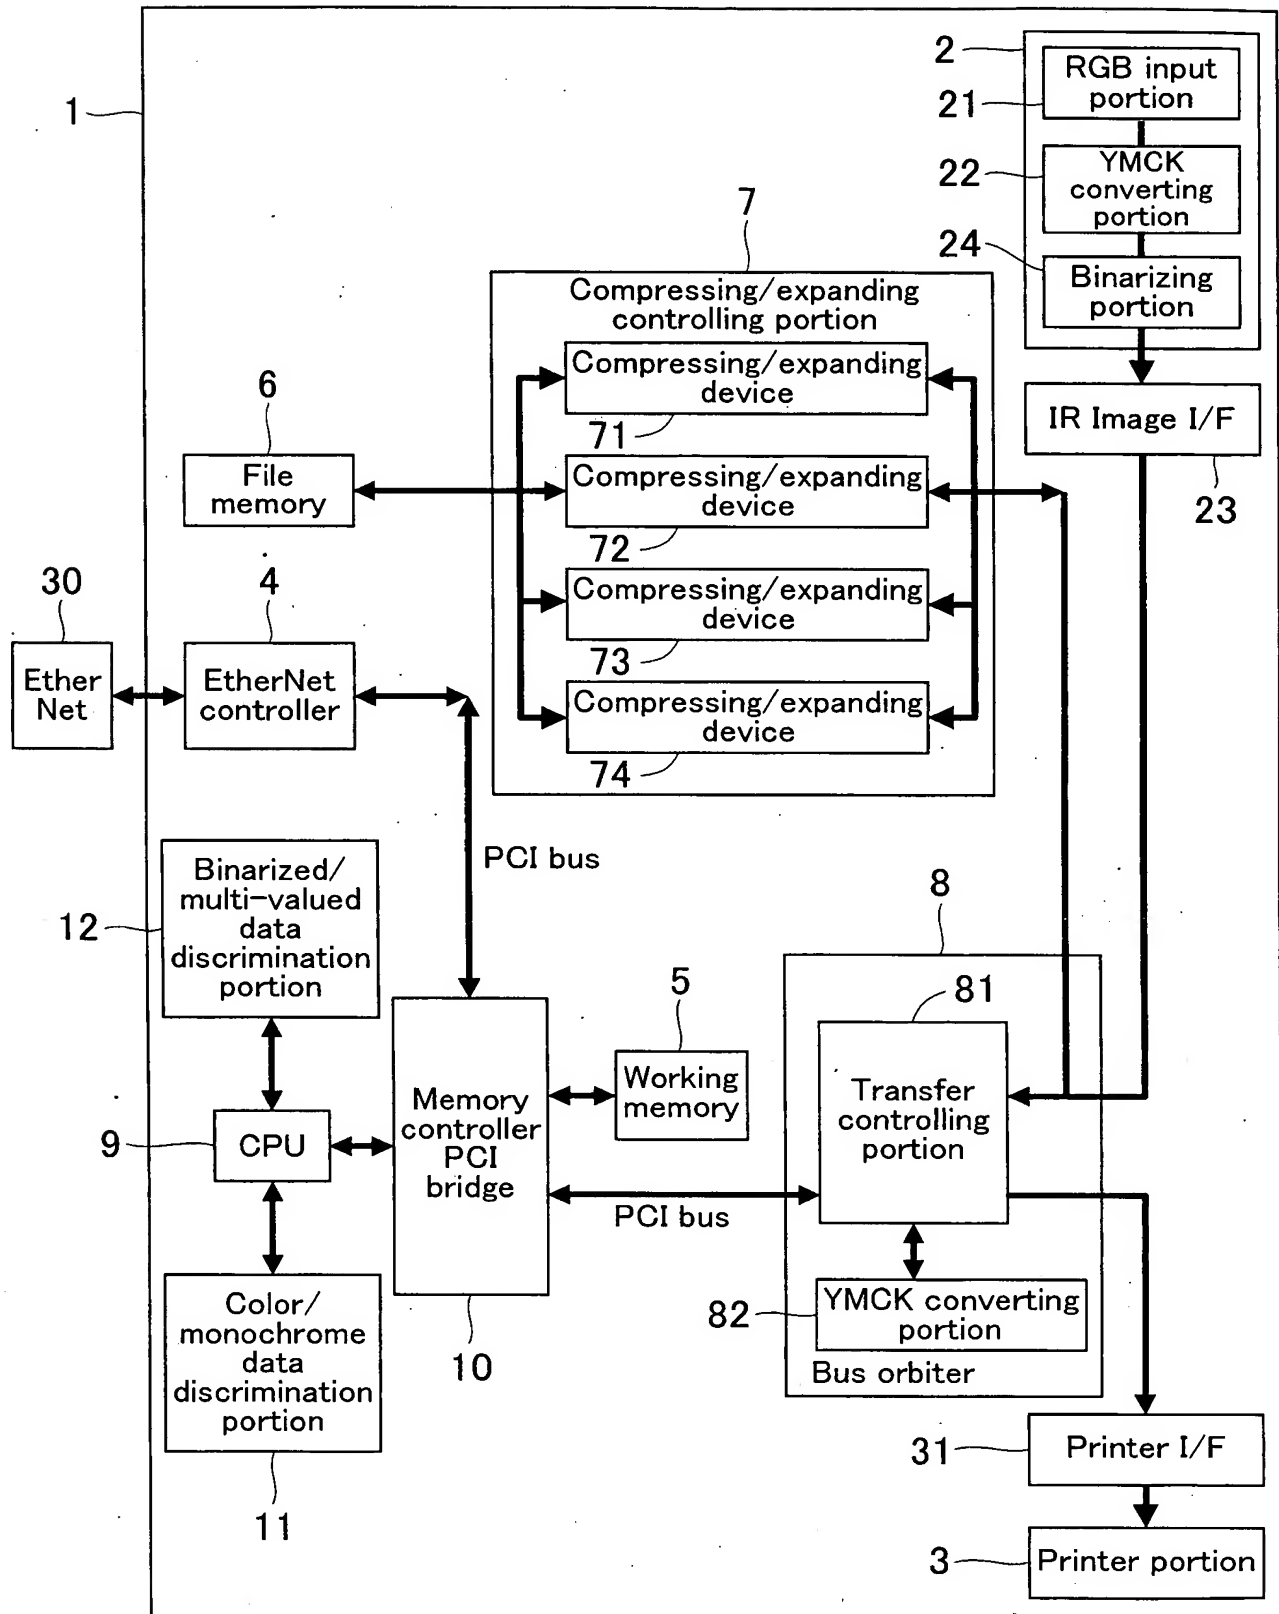 1
2
RGB input
portion
21
22
YMCK
converting
portion
24
Binarizing
portion
IR Image I/F
23
7
Compressing/expanding
controlling portion
Compressing/expanding
device
71
Compressing/expanding
device
72
Compressing/expanding
device
73
Compressing/expanding
device
74
6
File
memory
30
Ether
Net
4
EtherNet
controller
PCI bus
12
Binarized/
multi-valued
data
discrimination
portion
9
CPU
Color/
monochrome
data
discrimination
portion
11
Memory
controller
PCI
bridge
10
5
Working
memory
PCI bus
8
81
Transfer
controlling
portion
82
YMCK converting
portion
Bus orbiter
31
Printer I/F
3
Printer portion